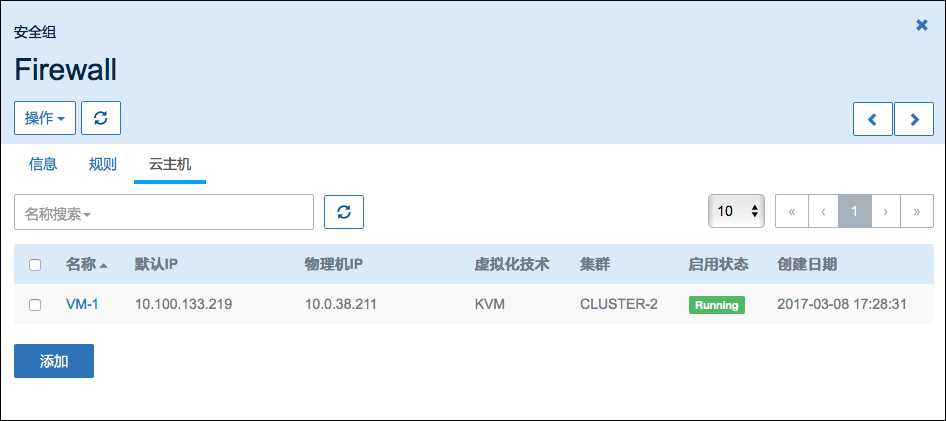 安全组
Firewall
操作
信息 规则 云主机
名称搜索 10 « ‹ 1 › »
名称 默认IP 物理机IP 虚拟化技术 集群 启用状态 创建日期
VM-1 10.100.133.219 10.0.38.211 KVM CLUSTER-2 Running 2017-03-08 17:28:31
添加